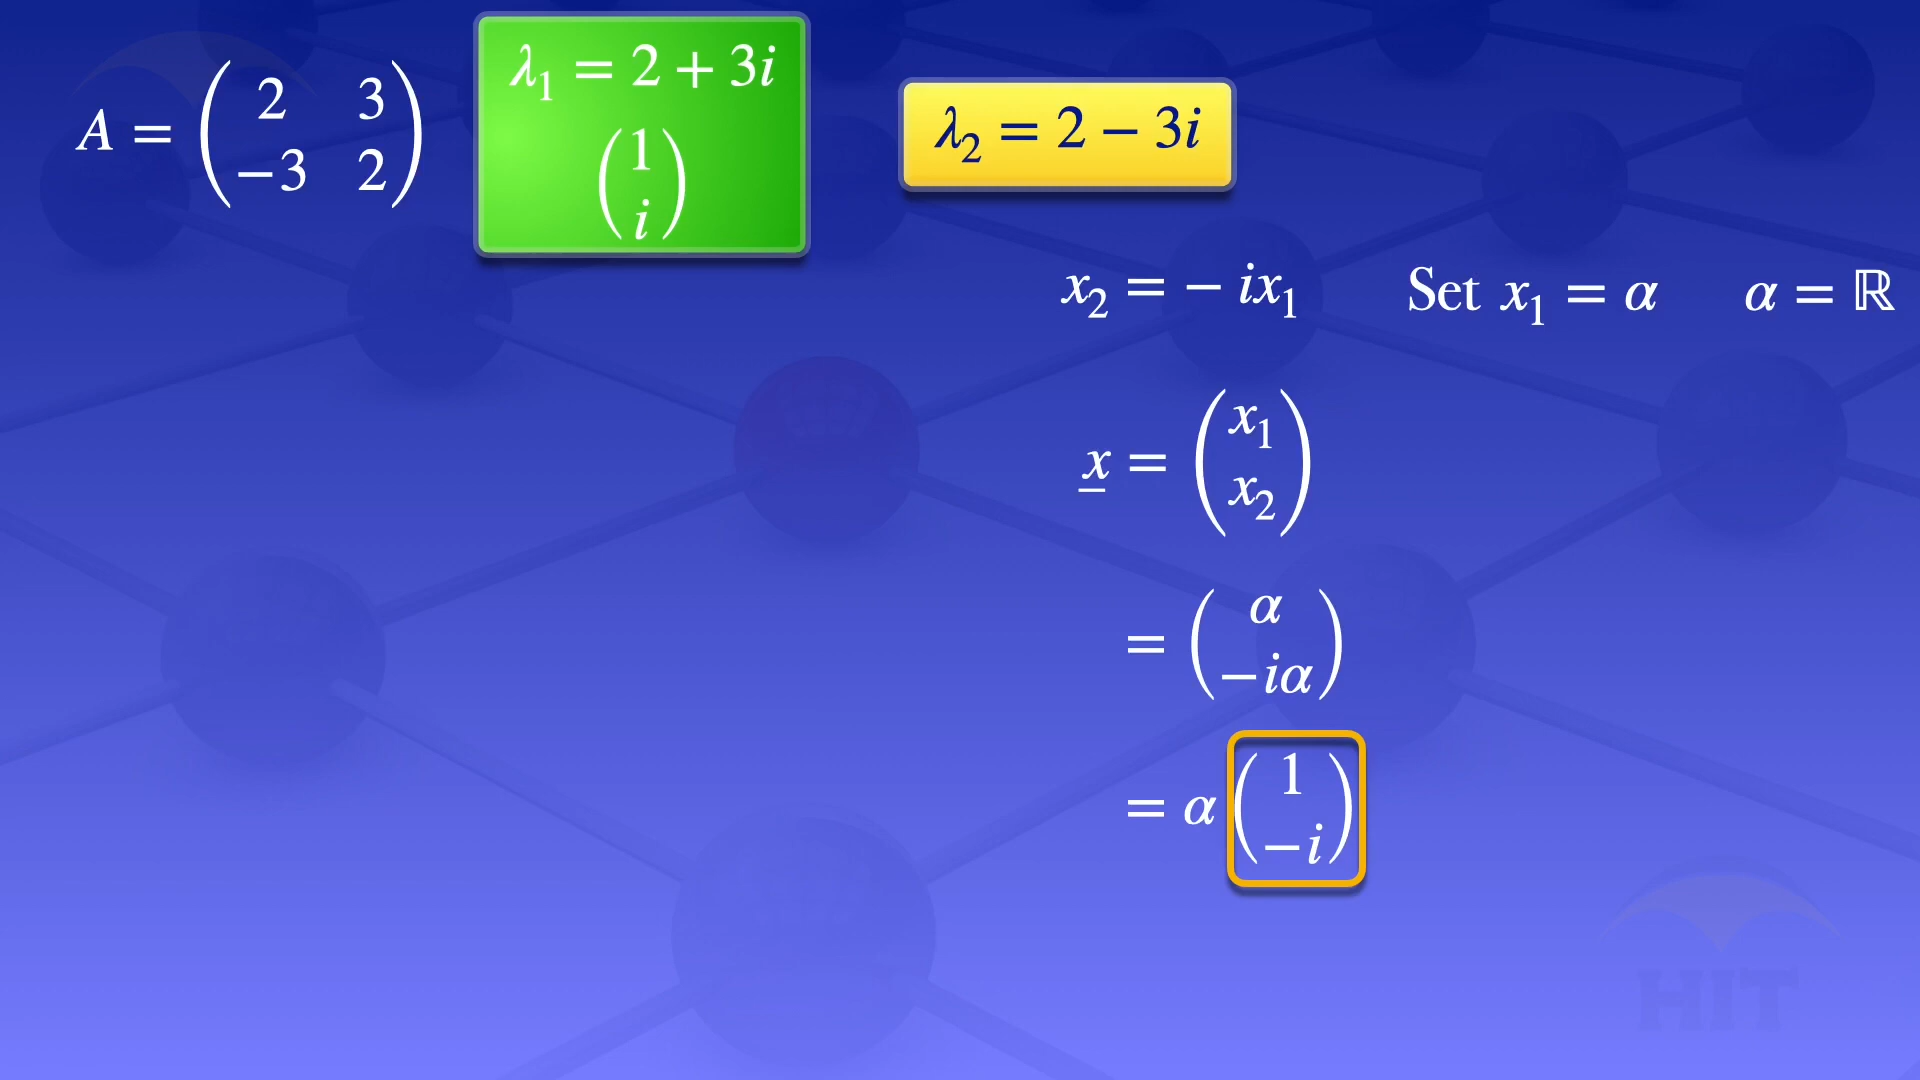 A = ( 2 3 / −3 2 )
λ₁ = 2 + 3i
( 1 / i )
λ₂ = 2 − 3i
x₂ = − ix₁
Set x₁ = α
α = ℝ
x = ( x₁ / x₂ )
= ( α / −iα )
= α ( 1 / −i )
HIT